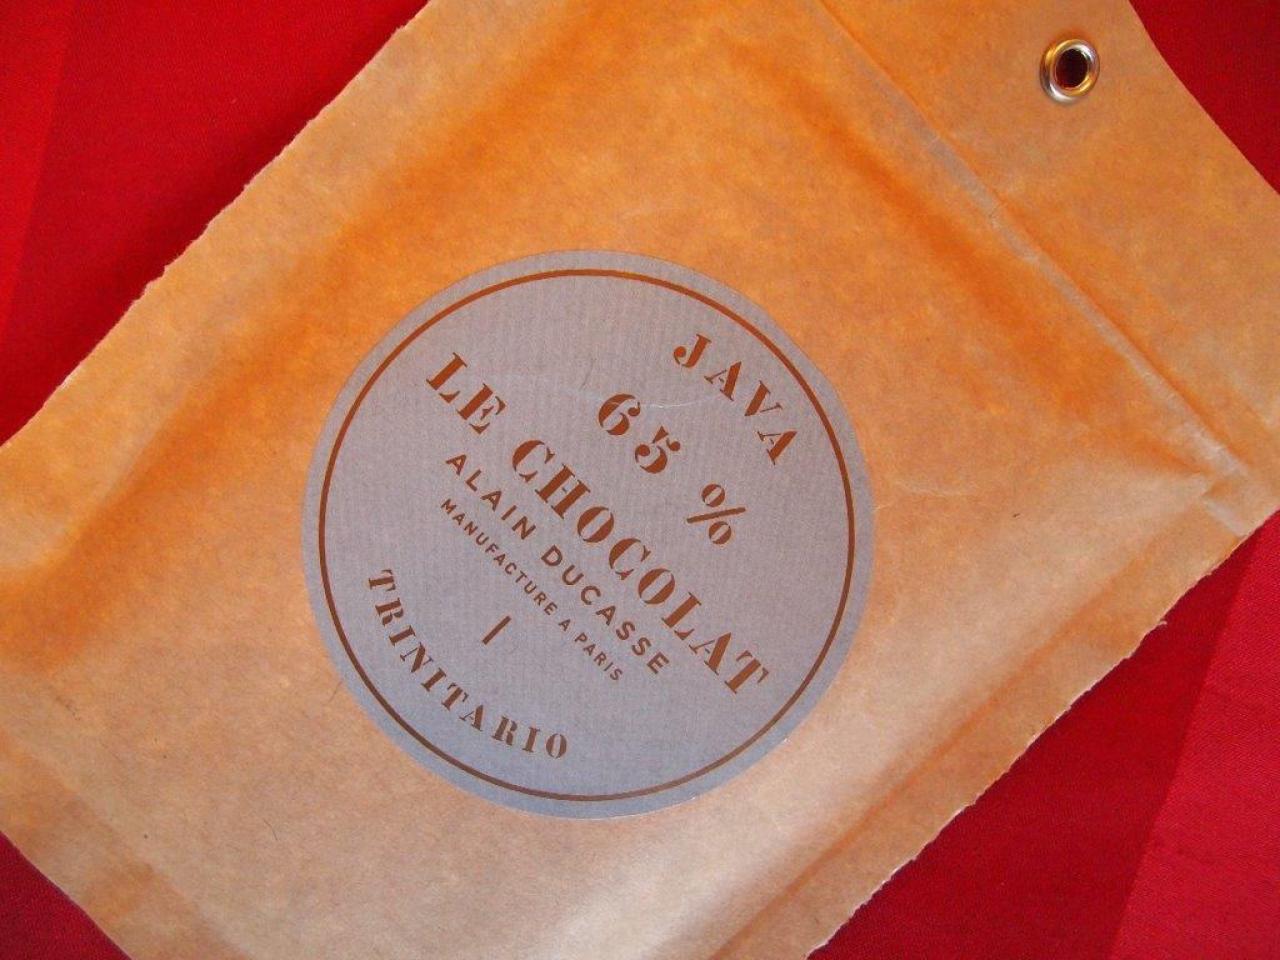 JAVA
65 %
LE CHOCOLAT
ALAIN DUCASSE
MANUFACTURE A PARIS
TRINITARIO